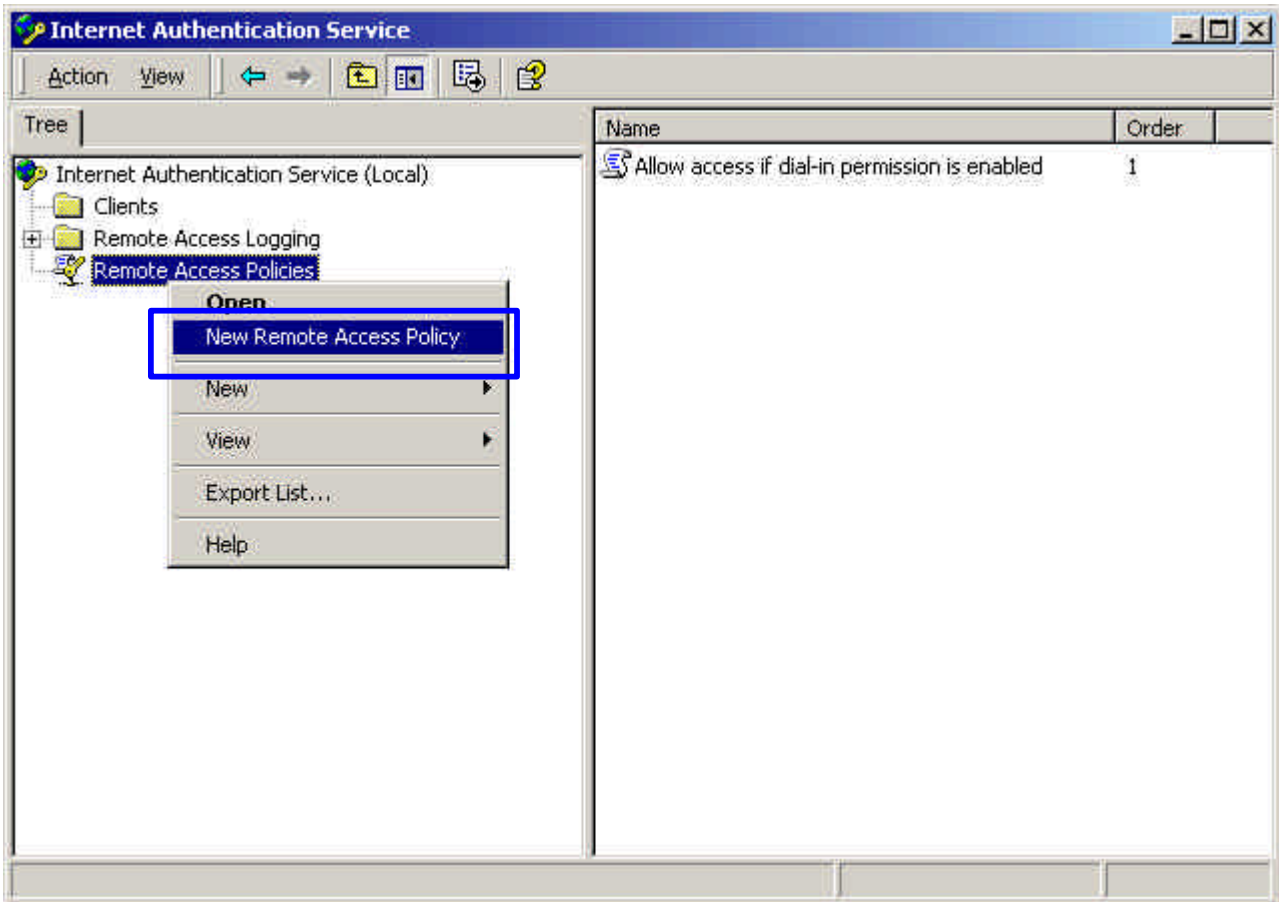 Internet Authentication Service
Action View
Tree
Name Order
Internet Authentication Service (Local)
Allow access if dial-in permission is enabled 1
Clients
Remote Access Logging
Remote Access Policies
Open
New Remote Access Policy
New
View
Export List...
Help